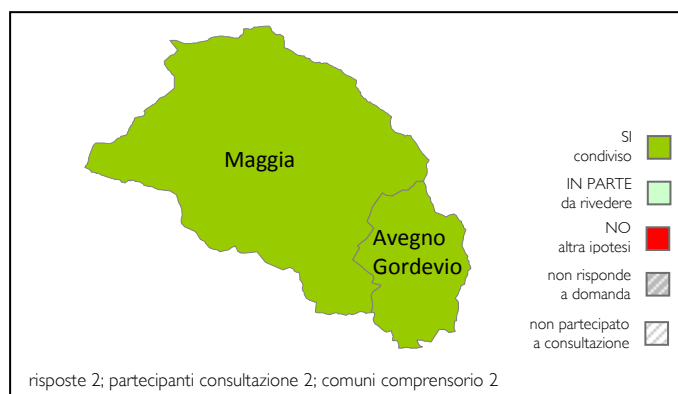 Maggia
Avegno
Gordevio
SI
condiviso
IN PARTE
da rivedere
NO
altra ipotesi
non risponde
a domanda
non partecipato
a consultazione
risposte 2; partecipanti consultazione 2; comuni comprensorio 2